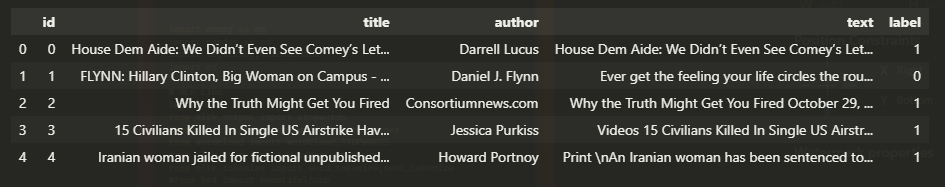 id title author text label
0 0 House Dem Aide: We Didn’t Even See Comey’s Let... Darrell Lucus House Dem Aide: We Didn’t Even See Comey’s Let... 1
1 1 FLYNN: Hillary Clinton, Big Woman on Campus - ... Daniel J. Flynn Ever get the feeling your life circles the rou... 0
2 2 Why the Truth Might Get You Fired Consortiumnews.com Why the Truth Might Get You Fired October 29, ... 1
3 3 15 Civilians Killed In Single US Airstrike Hav... Jessica Purkiss Videos 15 Civilians Killed In Single US Airstr... 1
4 4 Iranian woman jailed for fictional unpublished... Howard Portnoy Print \nAn Iranian woman has been sentenced to... 1